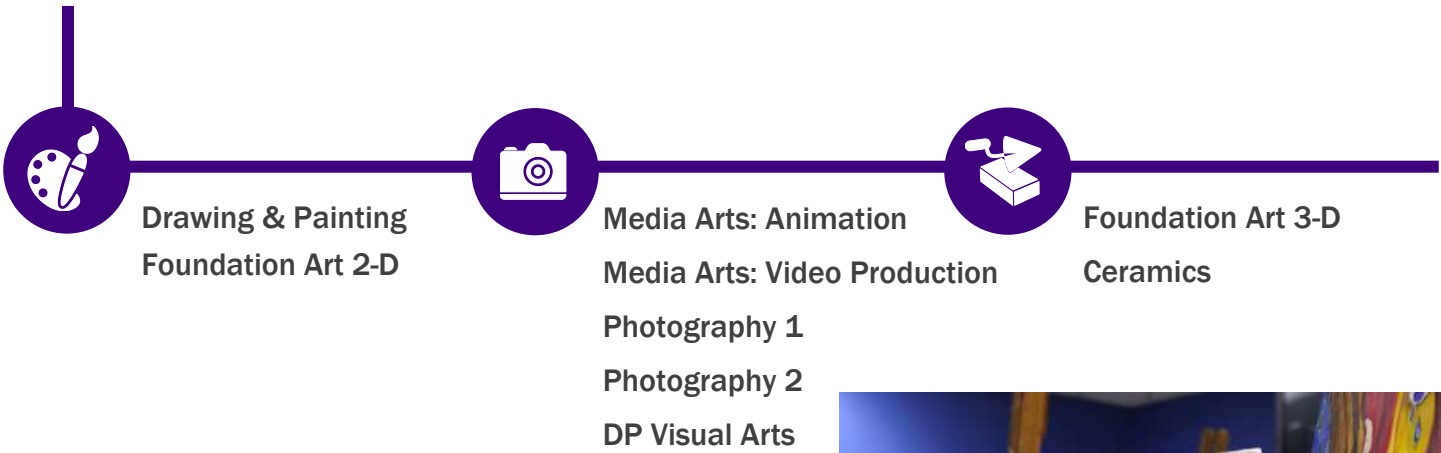 Drawing & Painting
Foundation Art 2-D
Media Arts: Animation
Media Arts: Video Production
Photography 1
Photography 2
DP Visual Arts
Foundation Art 3-D
Ceramics